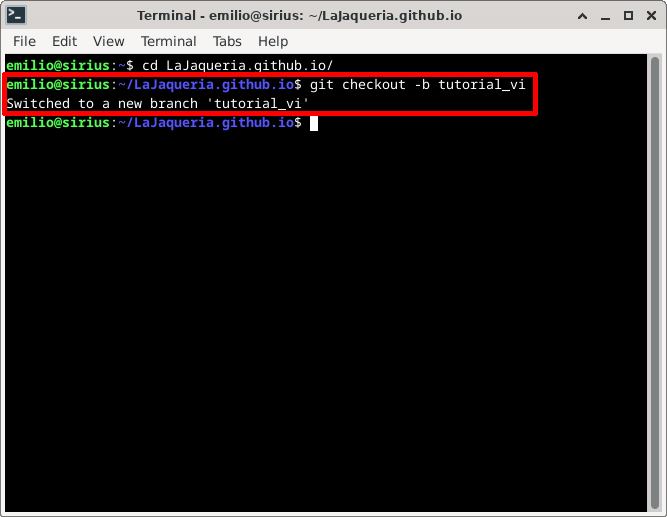 Terminal - emilio@sirius: ~/LaJaqueria.github.io
File Edit View Terminal Tabs Help
emilio@sirius:~$ cd LaJaqueria.github.io/
emilio@sirius:~/LaJaqueria.github.io$ git checkout -b tutorial_vi
Switched to a new branch 'tutorial_vi'
emilio@sirius:~/LaJaqueria.github.io$